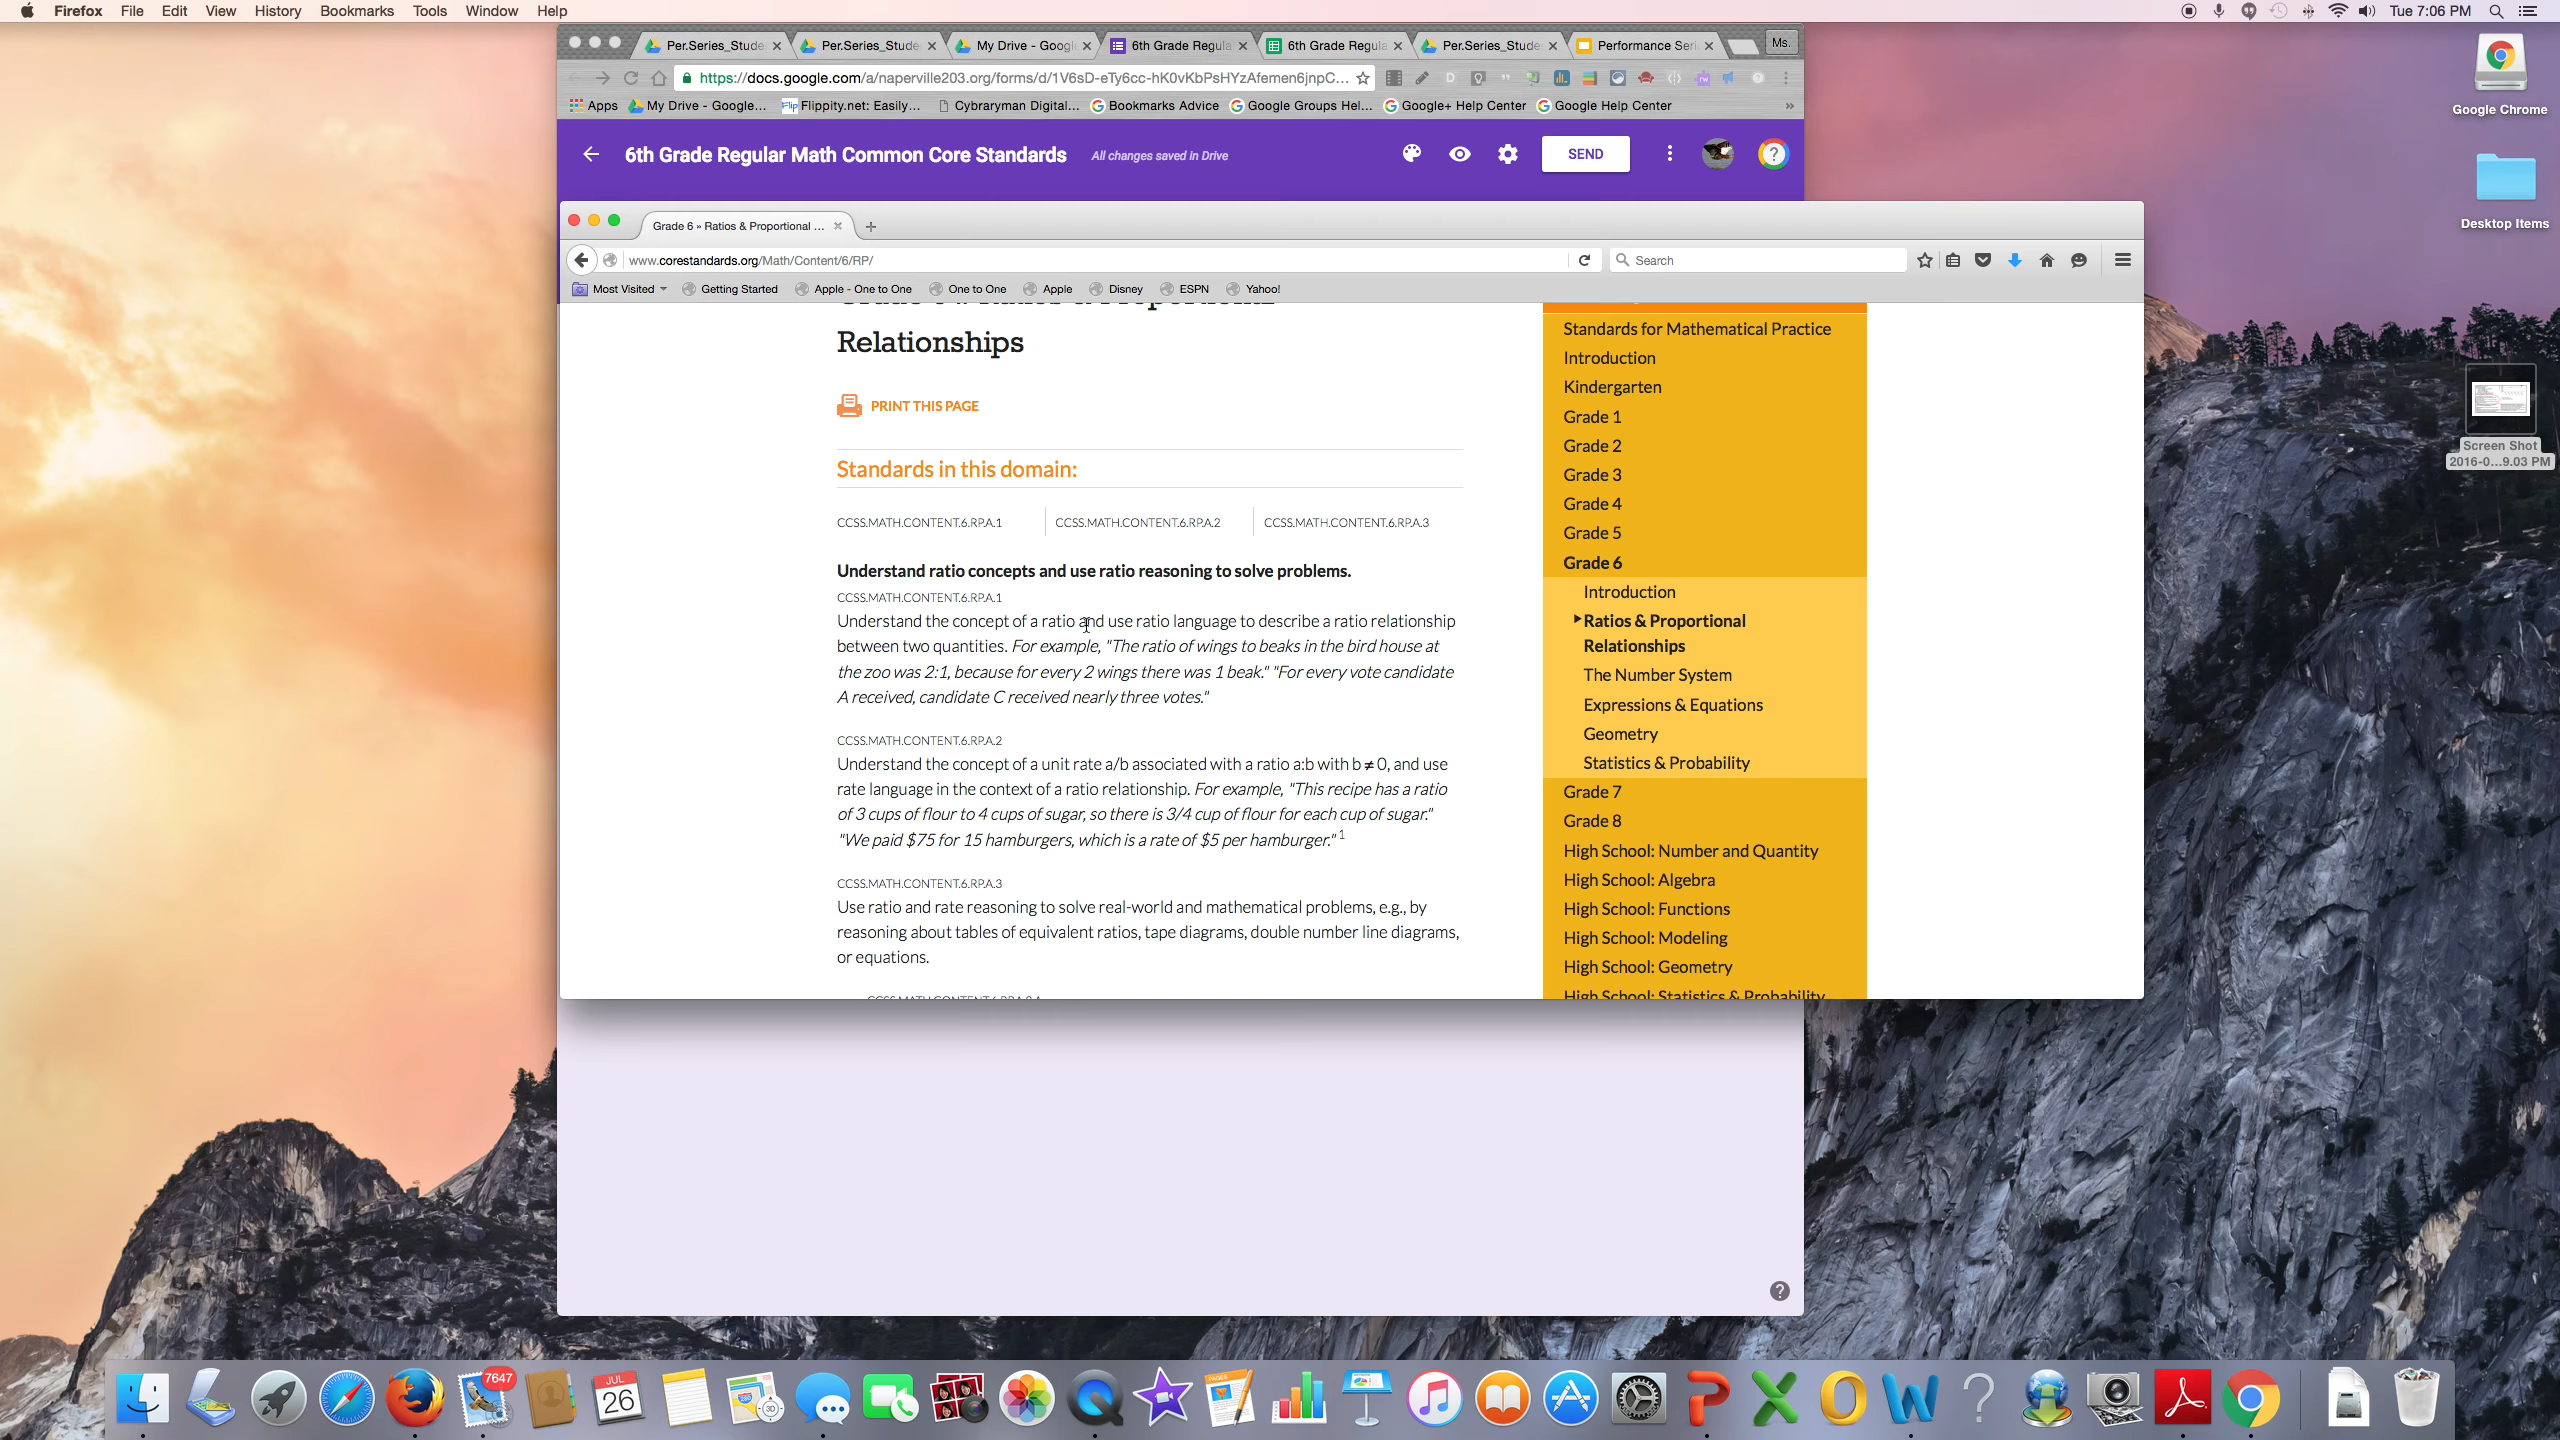 Firefox File Edit View History Bookmarks Tools Window Help
Tue 7:06 PM
Per.Series_Stude
Per.Series_Stude
My Drive - Googl
6th Grade Regula
6th Grade Regula
Per.Series_Stude
Performance Seri
Ms.
https://docs.google.com/a/naperville203.org/forms/d/1V6sD-eTy6cc-hK0vKbPsHYzAfemen6jnpC...
Apps My Drive - Google... Flippity.net: Easily... Cybraryman Digital... Bookmarks Advice Google Groups Hel... Google+ Help Center Google Help Center »
6th Grade Regular Math Common Core Standards
All changes saved in Drive
SEND
Grade 6 » Ratios & Proportional ...
www.corestandards.org/Math/Content/6/RP/
Search
Most Visited Getting Started Apple - One to One One to One Apple Disney ESPN Yahoo!
Relationships
PRINT THIS PAGE
Standards in this domain:
CCSS.MATH.CONTENT.6.RP.A.1 CCSS.MATH.CONTENT.6.RP.A.2 CCSS.MATH.CONTENT.6.RP.A.3
Understand ratio concepts and use ratio reasoning to solve problems.
CCSS.MATH.CONTENT.6.RP.A.1
Understand the concept of a ratio and use ratio language to describe a ratio relationship
between two quantities. For example, "The ratio of wings to beaks in the bird house at
the zoo was 2:1, because for every 2 wings there was 1 beak." "For every vote candidate
A received, candidate C received nearly three votes."
CCSS.MATH.CONTENT.6.RP.A.2
Understand the concept of a unit rate a/b associated with a ratio a:b with b ≠ 0, and use
rate language in the context of a ratio relationship. For example, "This recipe has a ratio
of 3 cups of flour to 4 cups of sugar, so there is 3/4 cup of flour for each cup of sugar."
"We paid $75 for 15 hamburgers, which is a rate of $5 per hamburger." 1
CCSS.MATH.CONTENT.6.RP.A.3
Use ratio and rate reasoning to solve real-world and mathematical problems, e.g., by
reasoning about tables of equivalent ratios, tape diagrams, double number line diagrams,
or equations.
Standards for Mathematical Practice
Introduction
Kindergarten
Grade 1
Grade 2
Grade 3
Grade 4
Grade 5
Grade 6
Introduction
Ratios & Proportional
Relationships
The Number System
Expressions & Equations
Geometry
Statistics & Probability
Grade 7
Grade 8
High School: Number and Quantity
High School: Algebra
High School: Functions
High School: Modeling
High School: Geometry
High School: Statistics & Probability
Google Chrome
Desktop Items
Screen Shot
2016-0...9.03 PM
7647
JUL
26
PAGES
3D